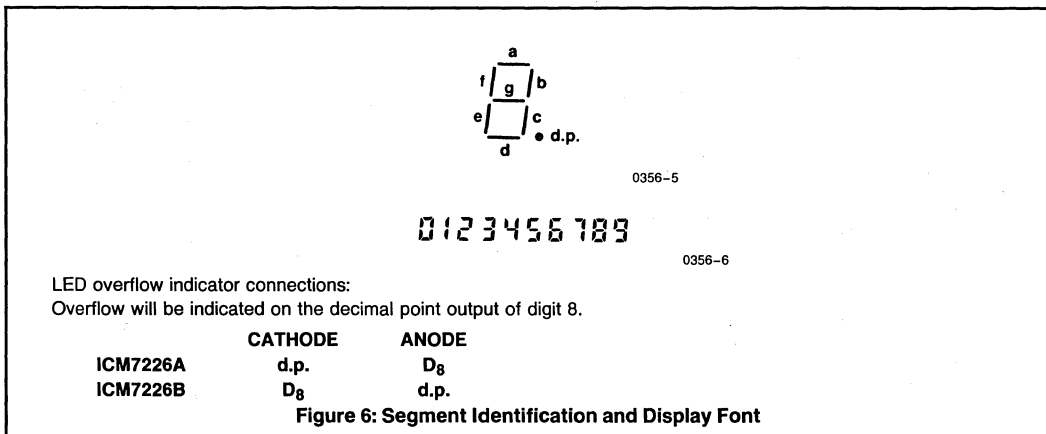 a
f g b
e c
d.p.
d
0356-5
0123456789
0356-6
LED overflow indicator connections:
Overflow will be indicated on the decimal point output of digit 8.
CATHODE ANODE
ICM7226A d.p. D8
ICM7226B D8 d.p.
Figure 6: Segment Identification and Display Font